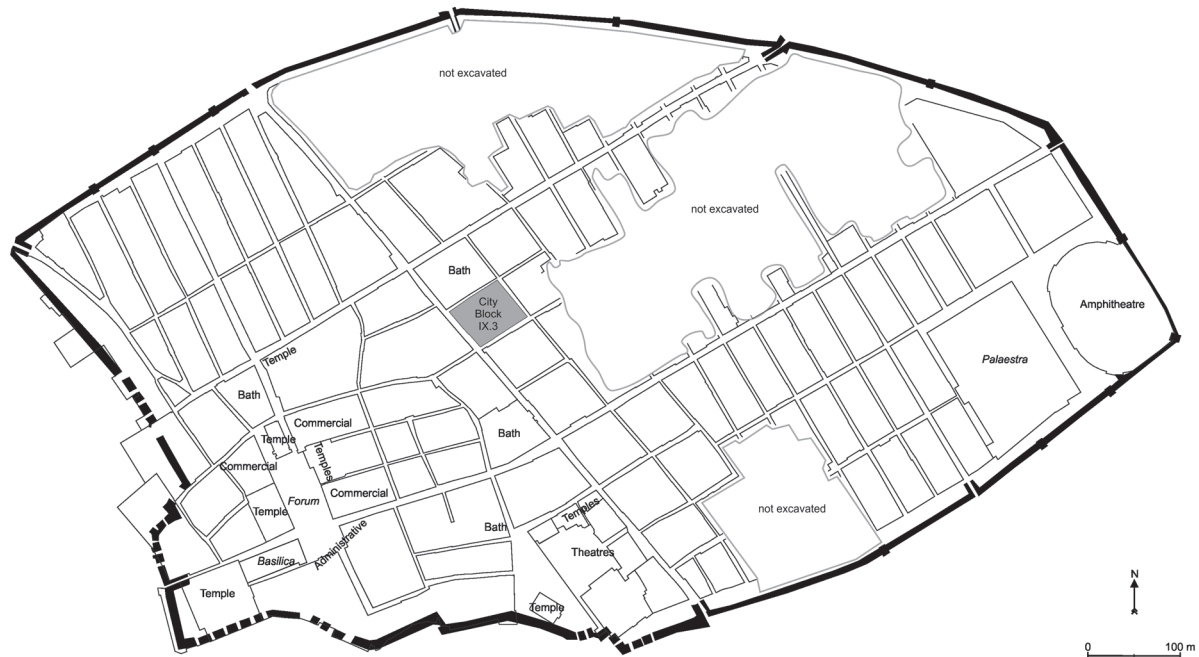 not excavated
not excavated
Bath
City
Block
IX.3
Amphitheatre
Temple
Palaestra
Bath
Commercial
Temple
Bath
Temples
Commercial
Commercial
Forum
Temple
Temples
not excavated
Bath
Administrative
Theatres
Basilica
Temple
Temple
N
0 100 m